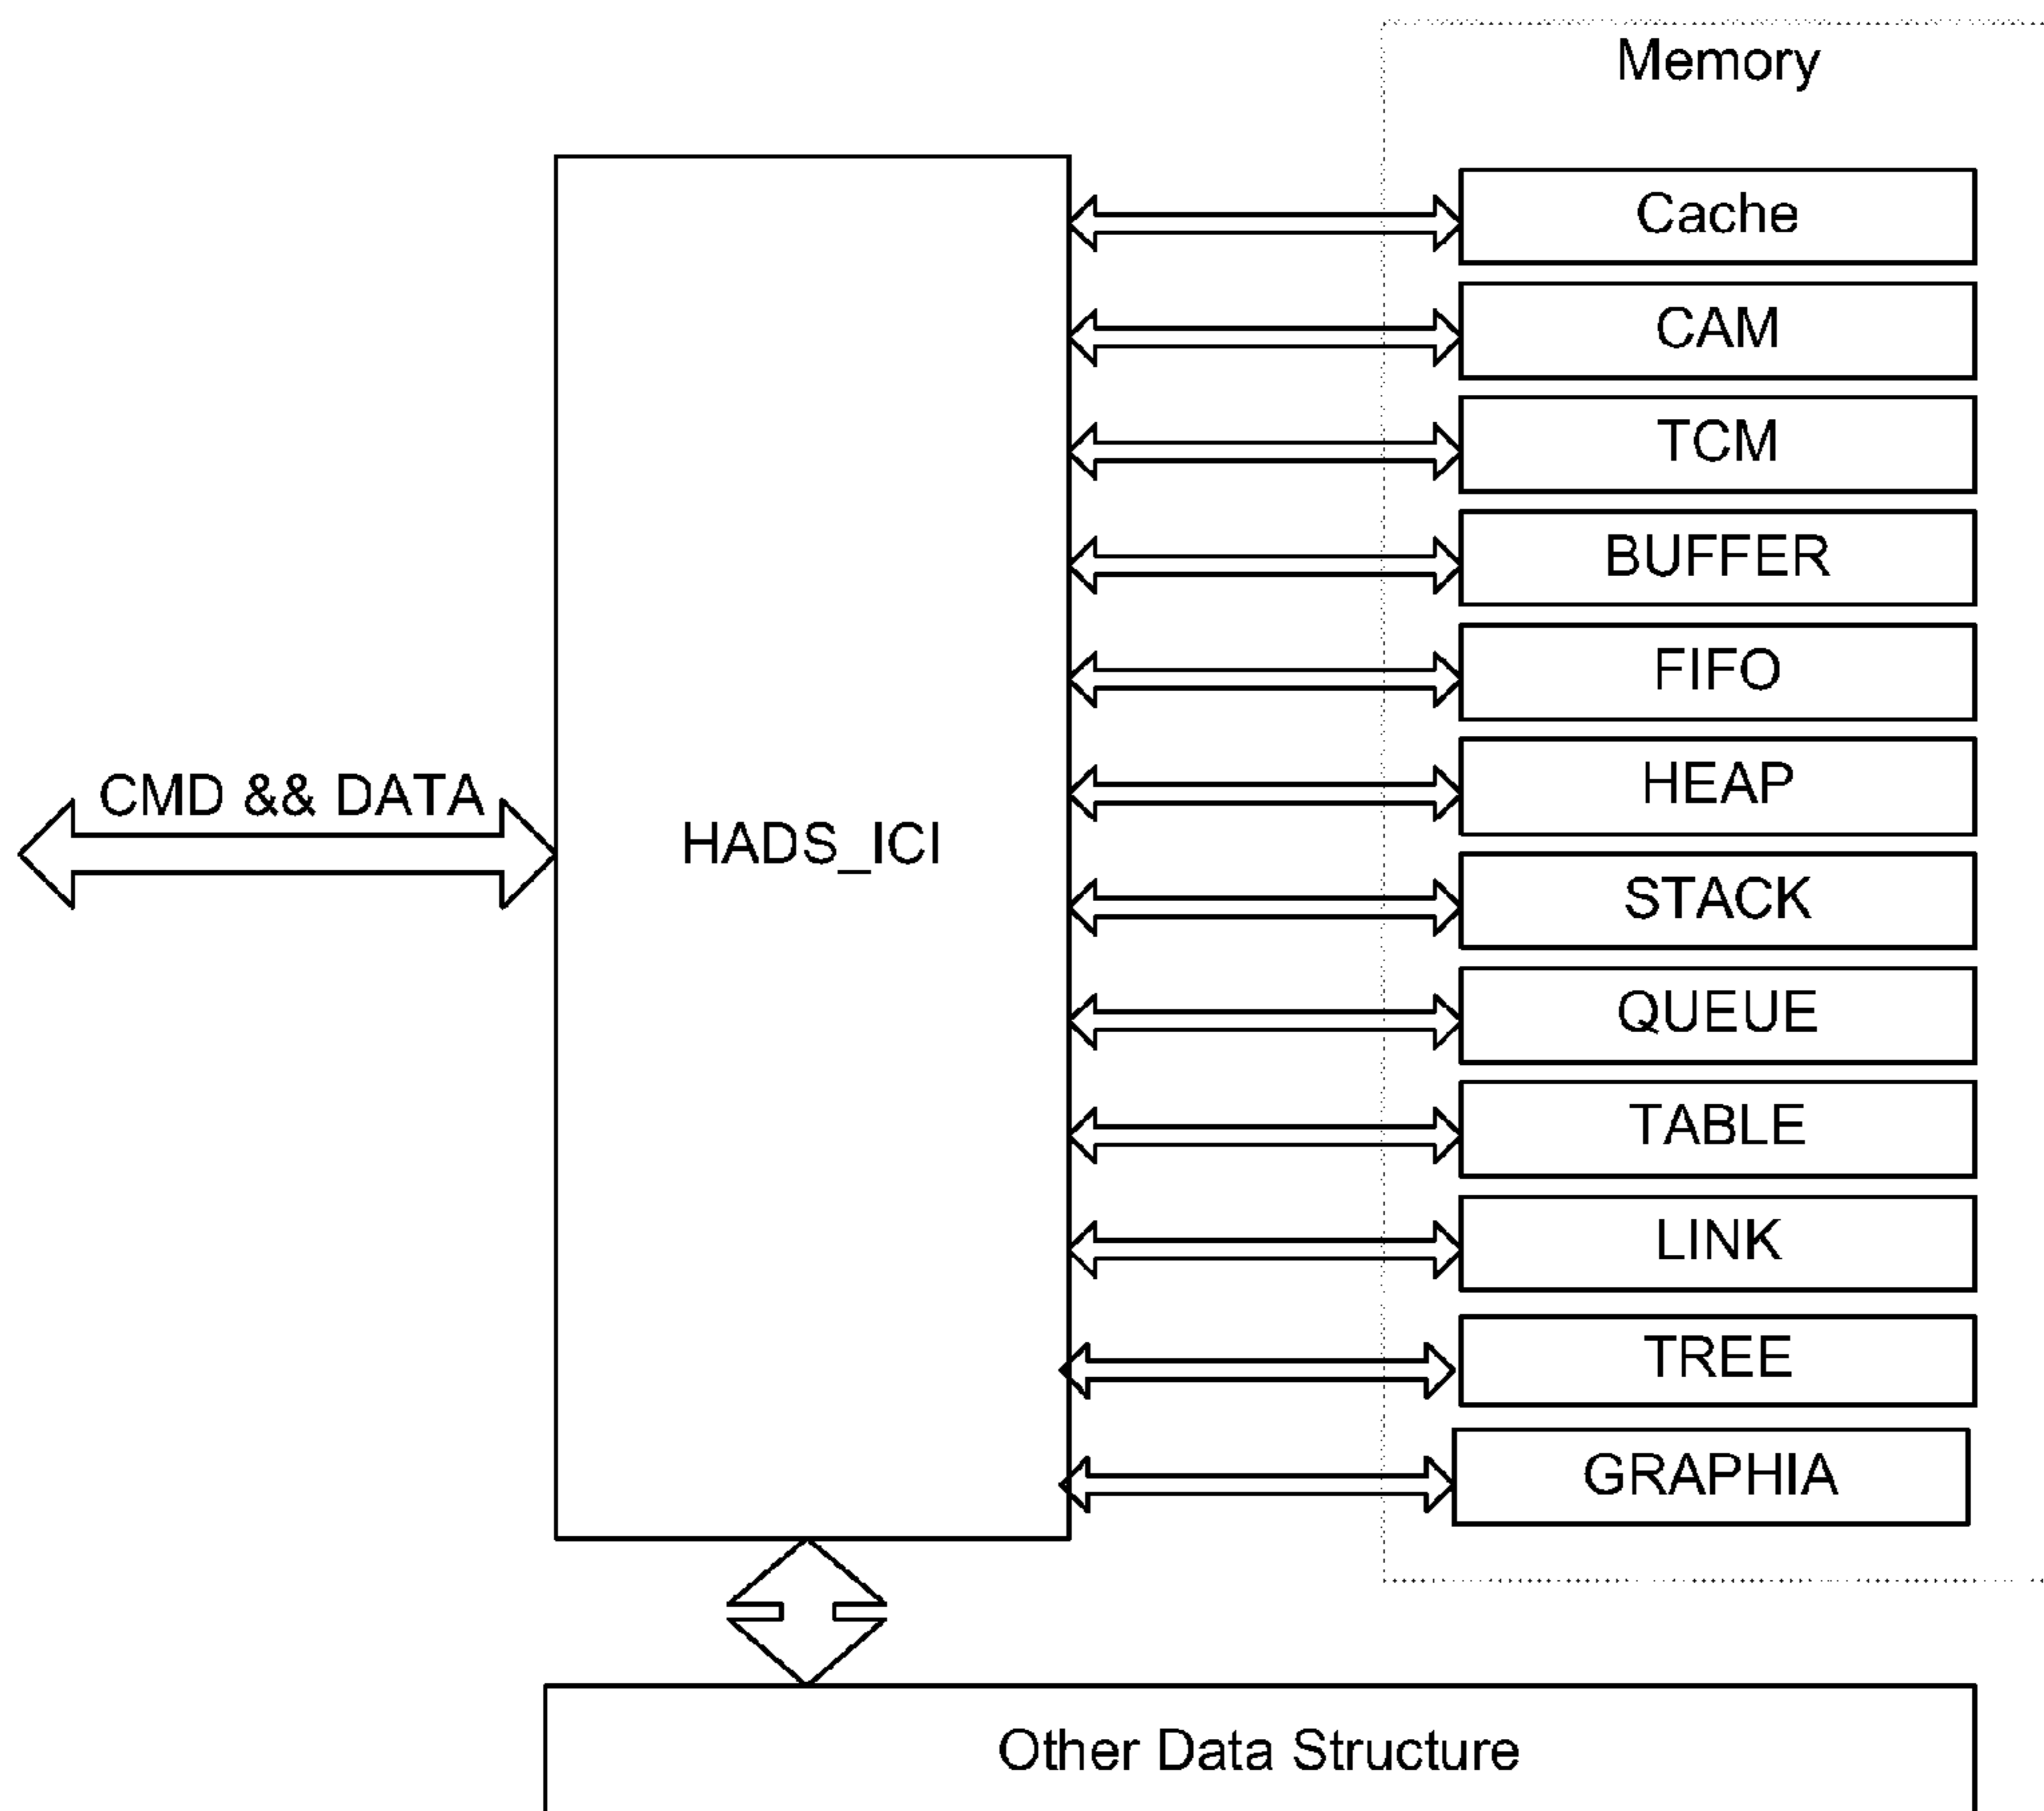 Memory
Cache
CAM
TCM
BUFFER
FIFO
HEAP
CMD && DATA
HADS_ICI
STACK
QUEUE
TABLE
LINK
TREE
GRAPHIA
Other Data Structure